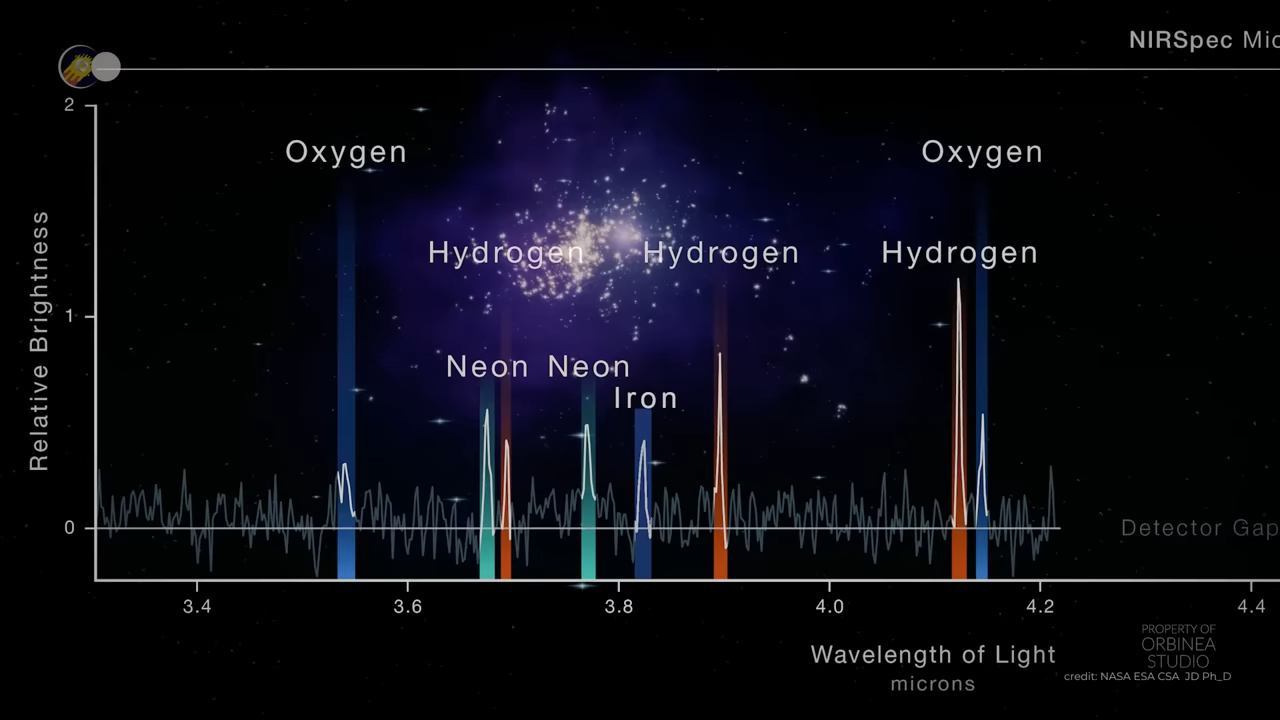 NIRSpec Mic
2
Oxygen
Oxygen
Hydrogen
Hydrogen
Hydrogen
1
Neon
Neon
Iron
Relative Brightness
0
Detector Gap
3.4
3.6
3.8
4.0
4.2
4.4
Wavelength of Light
microns
PROPERTY OF
ORBINEA
STUDIO
credit: NASA ESA CSA JD Ph_D